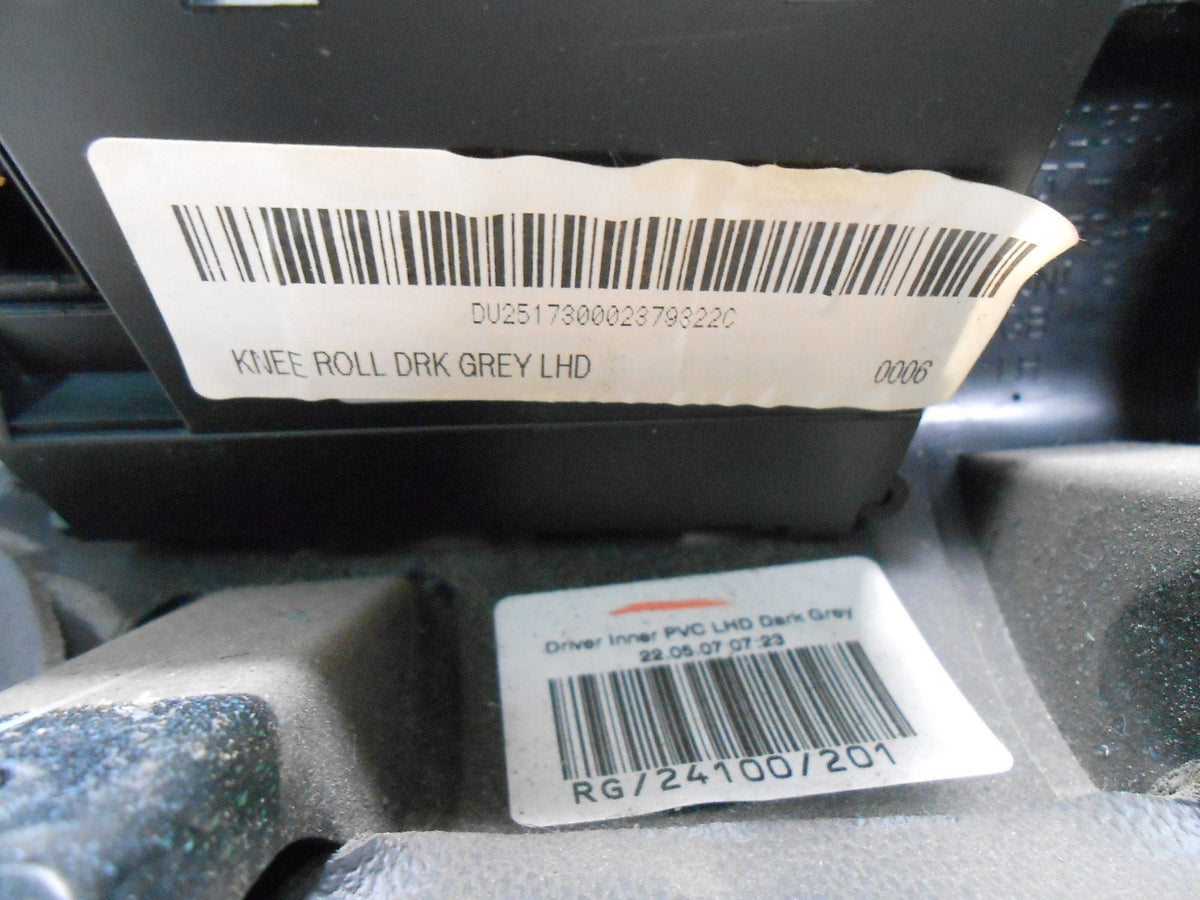 DU251730002379322C
KNEE ROLL DRK GREY LHD
0006
Driver Inner PVC LHD Dark Grey
22.05.07 07:23
RG/24100/201